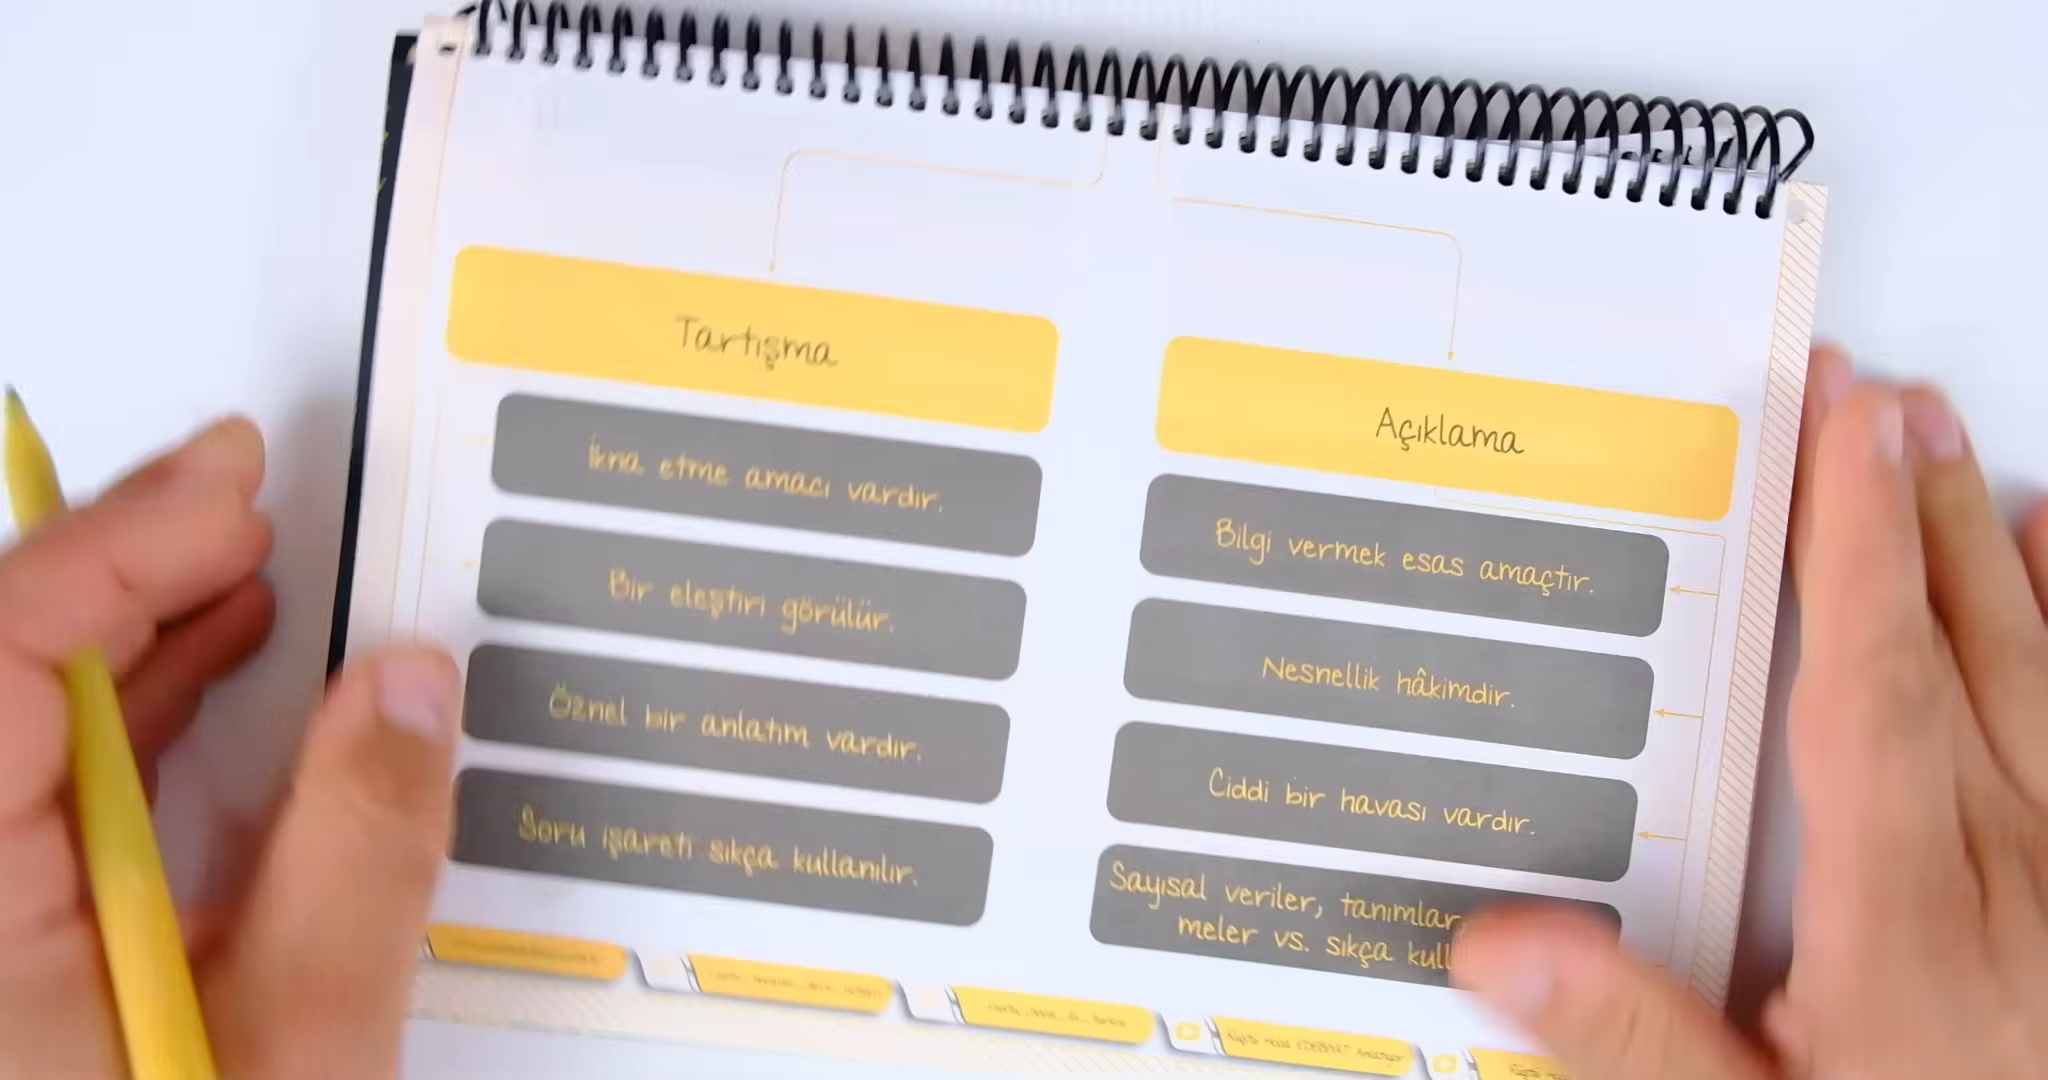 Tartışma
İkna etme amacı vardır.
Bir eleştiri görülür.
Öznel bir anlatım vardır.
Soru işareti sıkça kullanılır.
Açıklama
Bilgi vermek esas amaçtır.
Nesnellik hâkimdir.
Ciddi bir havası vardır.
Sayısal veriler, tanımlar,
meler vs. sıkça kull